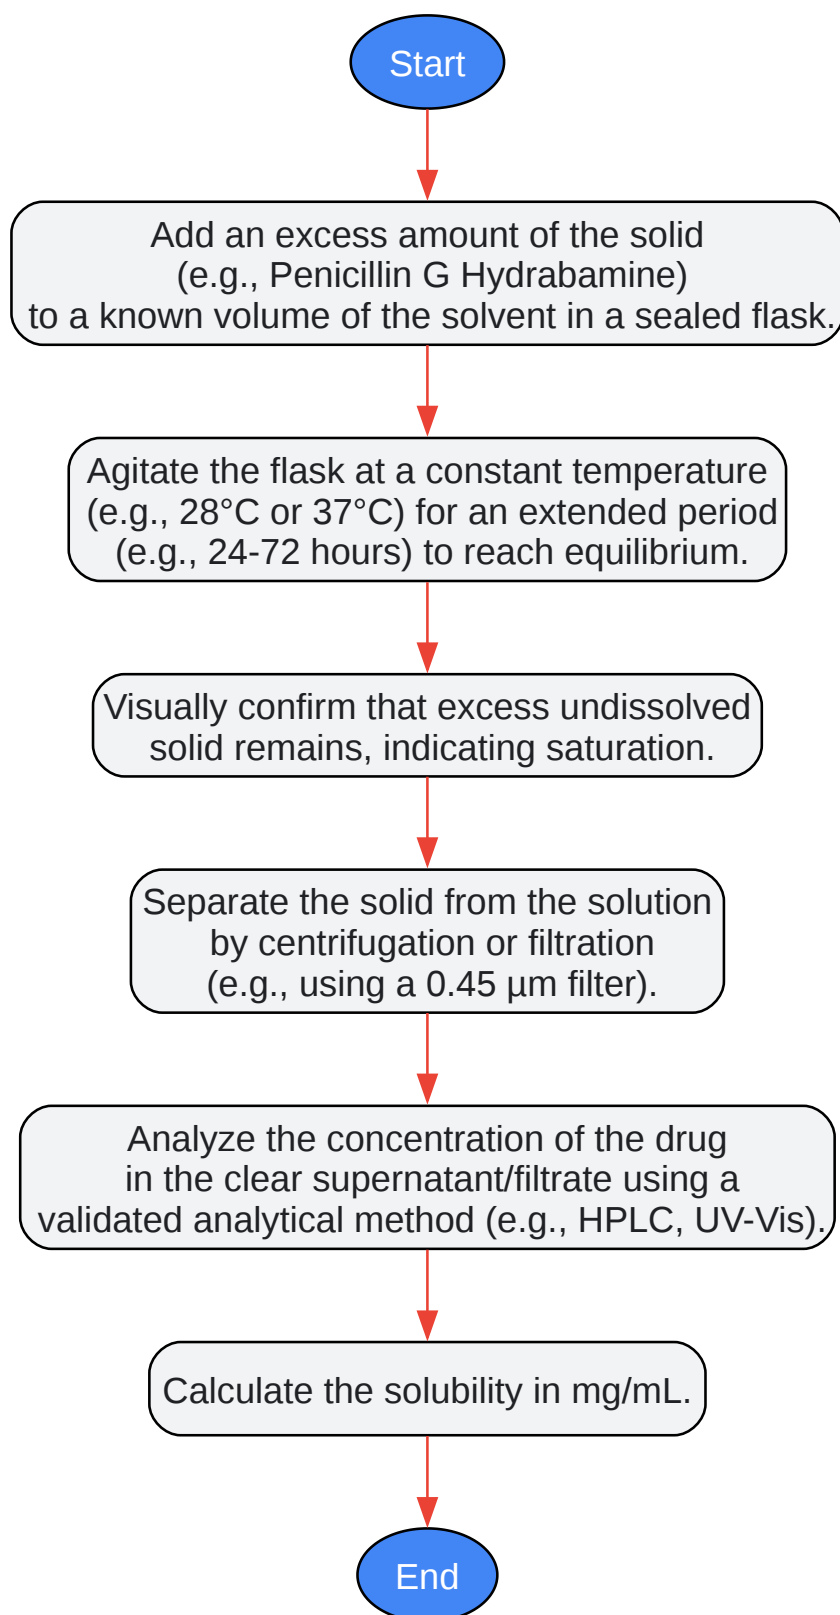 Start
Add an excess amount of the solid
(e.g., Penicillin G Hydrabamine)
to a known volume of the solvent in a sealed flask.
Agitate the flask at a constant temperature
(e.g., 28°C or 37°C) for an extended period
(e.g., 24-72 hours) to reach equilibrium.
Visually confirm that excess undissolved
solid remains, indicating saturation.
Separate the solid from the solution
by centrifugation or filtration
(e.g., using a 0.45 µm filter).
Analyze the concentration of the drug
in the clear supernatant/filtrate using a
validated analytical method (e.g., HPLC, UV-Vis).
Calculate the solubility in mg/mL.
End